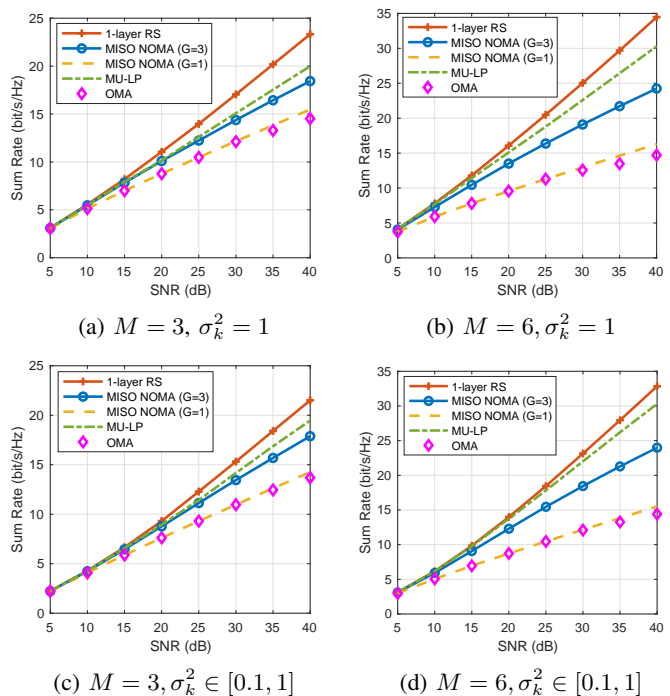 25
20
15
10
5
0
Sum Rate (bit/s/Hz)
1-layer RS
MISO NOMA (G=3)
MISO NOMA (G=1)
MU-LP
OMA
5 10 15 20 25 30 35 40
SNR (dB)
(a) M = 3, σ_k^2 = 1
35
30
25
20
15
10
5
0
Sum Rate (bit/s/Hz)
1-layer RS
MISO NOMA (G=3)
MISO NOMA (G=1)
MU-LP
OMA
5 10 15 20 25 30 35 40
SNR (dB)
(b) M = 6, σ_k^2 = 1
25
20
15
10
5
0
Sum Rate (bit/s/Hz)
1-layer RS
MISO NOMA (G=3)
MISO NOMA (G=1)
MU-LP
OMA
5 10 15 20 25 30 35 40
SNR (dB)
(c) M = 3, σ_k^2 ∈ [0.1, 1]
35
30
25
20
15
10
5
0
Sum Rate (bit/s/Hz)
1-layer RS
MISO NOMA (G=3)
MISO NOMA (G=1)
MU-LP
OMA
5 10 15 20 25 30 35 40
SNR (dB)
(d) M = 6, σ_k^2 ∈ [0.1, 1]